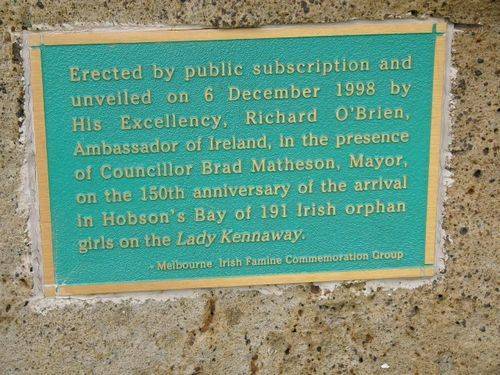 Erected by public subscription and
unveiled on 6 December 1998 by
His Excellency, Richard O'Brien,
Ambassador of Ireland, in the presence
of Councillor Brad Matheson, Mayor,
on the 150th anniversary of the arrival
in Hobson's Bay of 191 Irish orphan
girls on the Lady Kennaway.
- Melbourne Irish Famine Commemoration Group